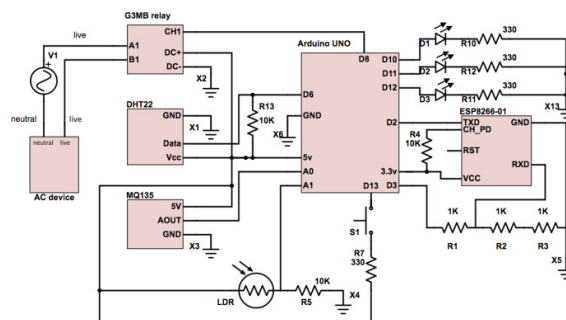 G3MB relay
live
V1
A1
B1
CH1
DC+
DC-
X2
live
neutral
neutral
live
AC device
DHT22
GND
Data
Vcc
X1
R13
10K
MQ135
5V
AOUT
GND
X3
LDR
R5
10K
X4
Arduino UNO
D8
D6
GND
5v
A0
A1
D10
D11
D12
D2
3.3v
D3
D13
X6
S1
R7
330
D1
R10
330
D2
R12
330
D3
R11
330
X13
ESP8266-01
TXD
CH_PD
RST
VCC
GND
RXD
R4
10K
1K
R1
1K
R2
1K
R3
X5